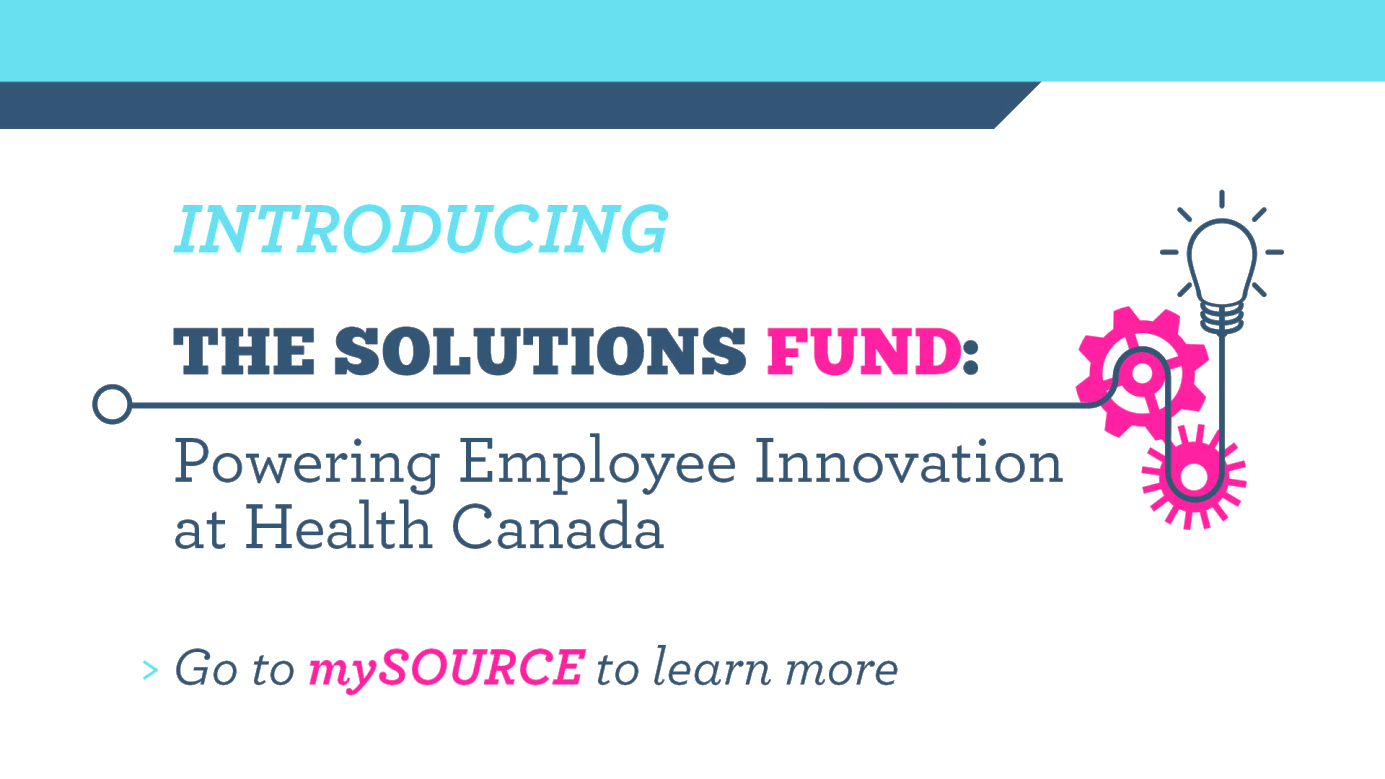 INTRODUCING
THE SOLUTIONS FUND:
Powering Employee Innovation
at Health Canada
> Go to mySOURCE to learn more